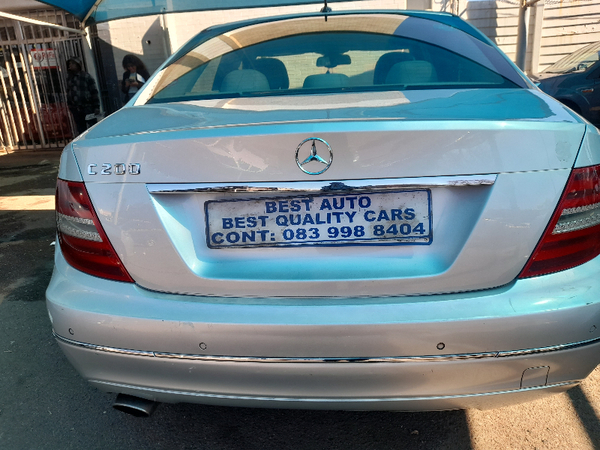 C200
BEST AUTO
BEST QUALITY CARS
CONT: 083 998 8404